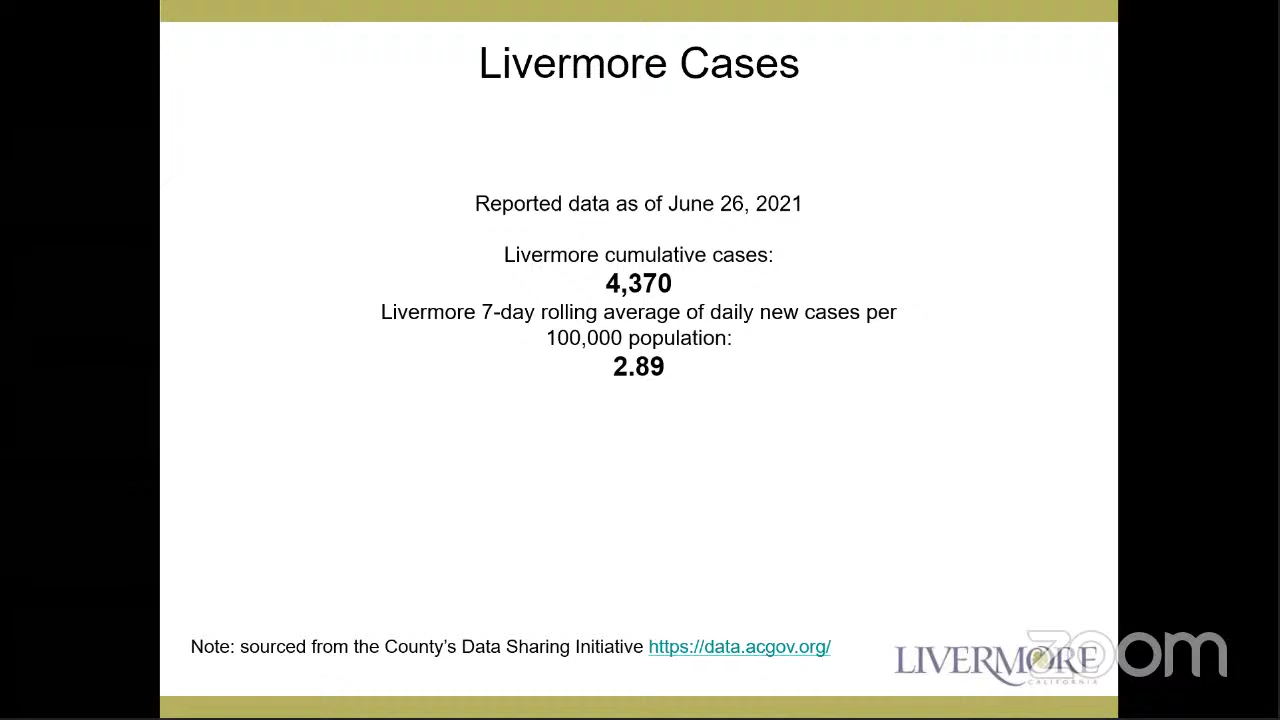 Livermore Cases
Reported data as of June 26, 2021
Livermore cumulative cases:
4,370
Livermore 7-day rolling average of daily new cases per
100,000 population:
2.89
Note: sourced from the County’s Data Sharing Initiative https://data.acgov.org/
LIVERMORE
CALIFORNIA
zoom